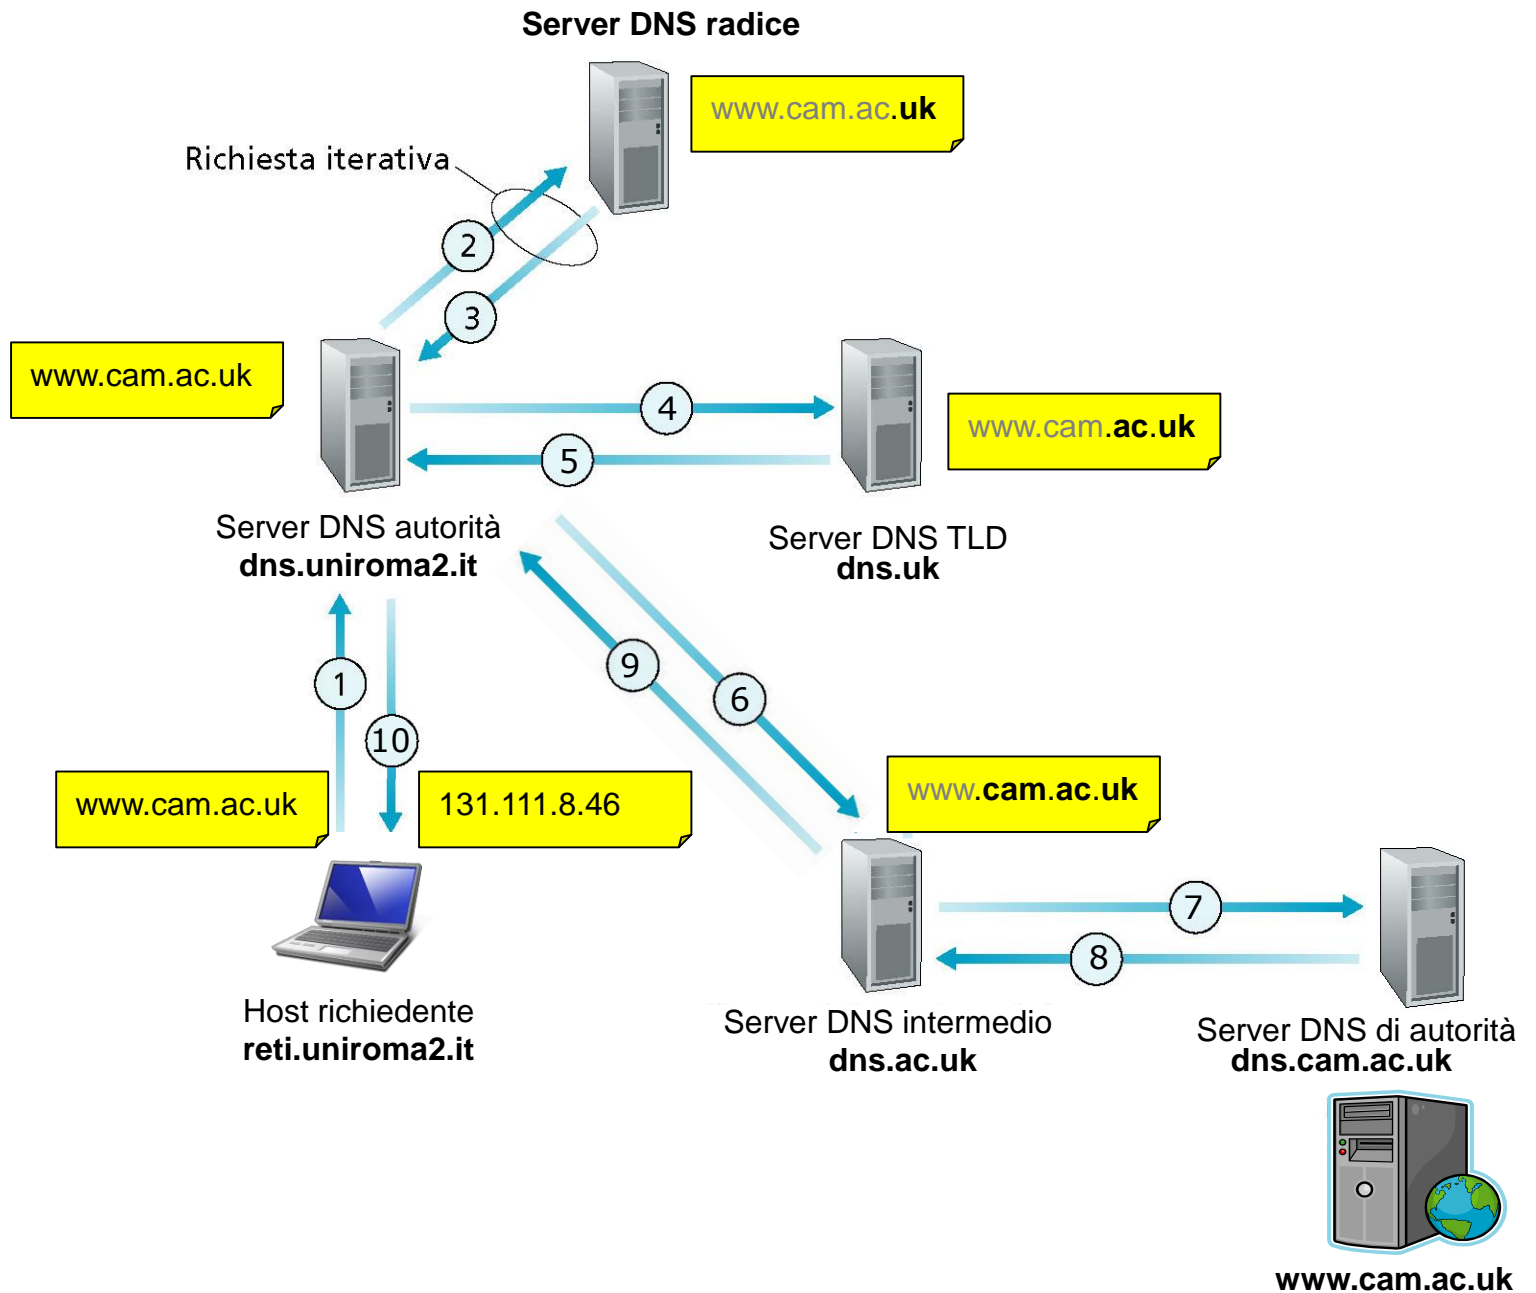 Server DNS radice
www.cam.ac.uk
Richiesta iterativa
2
3
www.cam.ac.uk
4
5
www.cam.ac.uk
Server DNS autorità
dns.uniroma2.it
Server DNS TLD
dns.uk
1
10
9
6
www.cam.ac.uk
131.111.8.46
www.cam.ac.uk
7
8
Host richiedente
reti.uniroma2.it
Server DNS intermedio
dns.ac.uk
Server DNS di autorità
dns.cam.ac.uk
www.cam.ac.uk